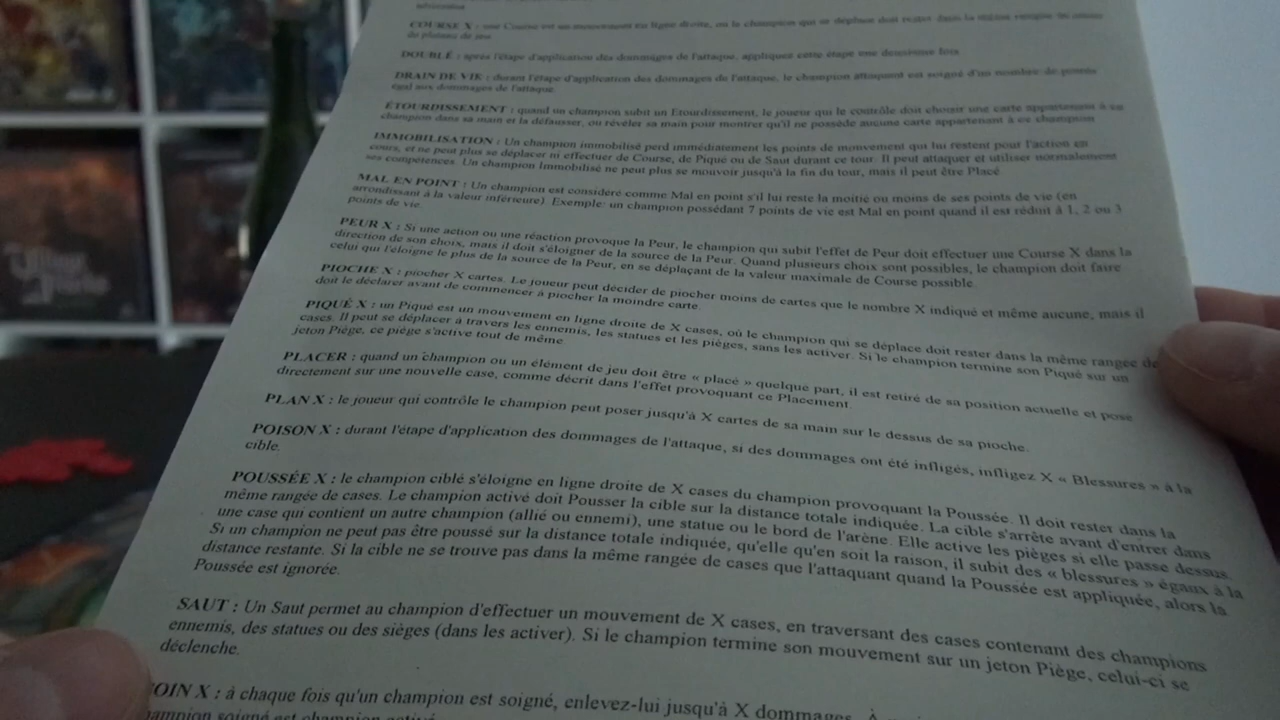 COURSE X : une Course est un mouvement en ligne droite, où le champion qui se déplace doit rester dans la même rangée de cases
du plateau de jeu
DOUBLÉ : après l'étape d'application des dommages de l'attaque, appliquez cette étape une deuxième fois
DRAIN DE VIE : durant l'étape d'application des dommages de l'attaque, le champion attaquant est soigné d'un nombre de points
égal aux dommages de l'attaque.
ÉTOURDISSEMENT : quand un champion subit un Étourdissement, le joueur qui le contrôle doit choisir une carte appartenant à ce
champion dans sa main et la défausser, ou révéler sa main pour montrer qu'il ne possède aucune carte appartenant à ce champion
IMMOBILISATION : Un champion immobilisé perd immédiatement les points de mouvement qui lui restent pour l'action en
cours, et ne peut plus se déplacer ni effectuer de Course, de Pique ou de Saut durant ce tour. Il peut attaquer et utiliser normalement
ses compétences. Un champion Immobilisé ne peut plus se mouvoir jusqu'à la fin du tour, mais il peut être Placé.
MAL EN POINT : Un champion est considéré comme Mal en point s'il lui reste la moitié ou moins de ses points de vie (en
arrondissant à la valeur inférieure). Exemple: un champion possédant 7 points de vie est Mal en point quand il est réduit à 1, 2 ou 3
points de vie.
PEUR X : Si une action ou une réaction provoque la Peur, le champion qui subit l'effet de Peur doit effectuer une Course X dans la
direction de son choix, mais il doit s'éloigner de la source de la Peur. Quand plusieurs choix sont possibles, le champion doit faire
celui qui l'éloigne le plus de la source de la Peur, en se déplaçant de la valeur maximale de Course possible.
PIOCHE X : piocher X cartes. Le joueur peut décider de piocher moins de cartes que le nombre X indiqué et même aucune, mais il
doit le déclarer avant de commencer à piocher la moindre carte.
PIQUÉ X : un Piqué est un mouvement en ligne droite de X cases, où le champion qui se déplace doit rester dans la même rangée de
cases. Il peut se déplacer à travers les ennemis, les statues et les pièges, sans les activer. Si le champion termine son Piqué sur un
jeton Piège, ce piège s'active tout de même.
PLACER : quand un champion ou un élément de jeu doit être « placé » quelque part, il est retiré de sa position actuelle et posé
directement sur une nouvelle case, comme décrit dans l'effet provoquant ce Placement.
PLAN X : le joueur qui contrôle le champion peut poser jusqu'à X cartes de sa main sur le dessus de sa pioche.
POISON X : durant l'étape d'application des dommages de l'attaque, si des dommages ont été infligés, infligez X « Blessures » à la
cible.
POUSSÉE X : le champion ciblé s'éloigne en ligne droite de X cases du champion provoquant la Poussée. Il doit rester dans la
même rangée de cases. Le champion activé doit Pousser la cible sur la distance totale indiquée. La cible s'arrête avant d'entrer dans
une case qui contient un autre champion (allié ou ennemi), une statue ou le bord de l'arène. Elle active les pièges si elle passe dessus.
Si un champion ne peut pas être poussé sur la distance totale indiquée, qu'elle qu'en soit la raison, il subit des « blessures » égaux à la
distance restante. Si la cible ne se trouve pas dans la même rangée de cases que l'attaquant quand la Poussée est appliquée, alors la
Poussée est ignorée.
SAUT : Un Saut permet au champion d'effectuer un mouvement de X cases, en traversant des cases contenant des champions
ennemis, des statues ou des sièges (dans les activer). Si le champion termine son mouvement sur un jeton Piège, celui-ci se
déclenche.
OIN X : à chaque fois qu'un champion est soigné, enlevez-lui jusqu'à X dommages. À
ampion soigné est champion activé